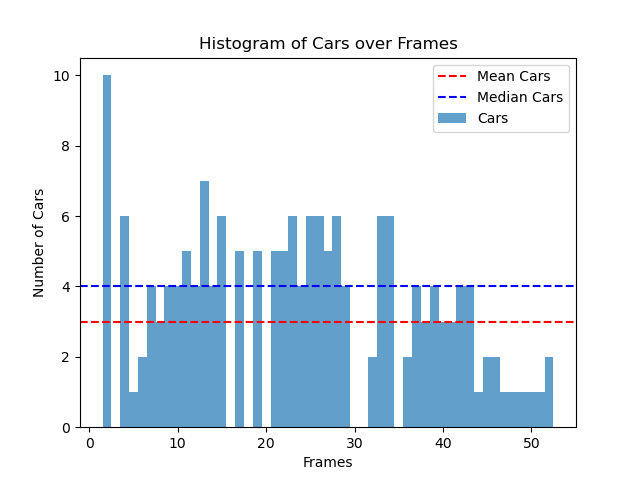 Histogram of Cars over Frames
Mean Cars
Median Cars
Cars
Number of Cars
10
8
6
4
2
0
0 10 20 30 40 50
Frames